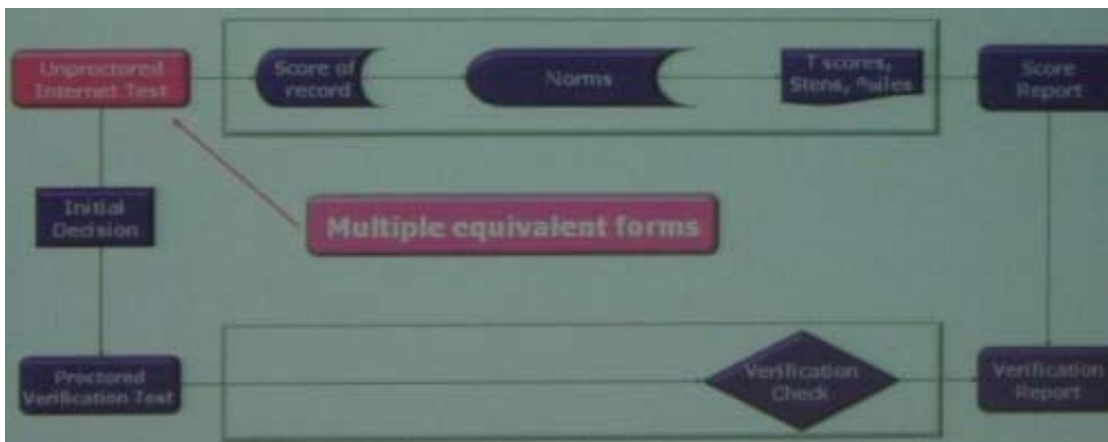 Unproctored
Internet Test
Score of
record
Norms
T scores,
Stens, %iles
Score
Report
Initial
Decision
Multiple equivalent forms
Proctored
Verification Test
Verification
Check
Verification
Report